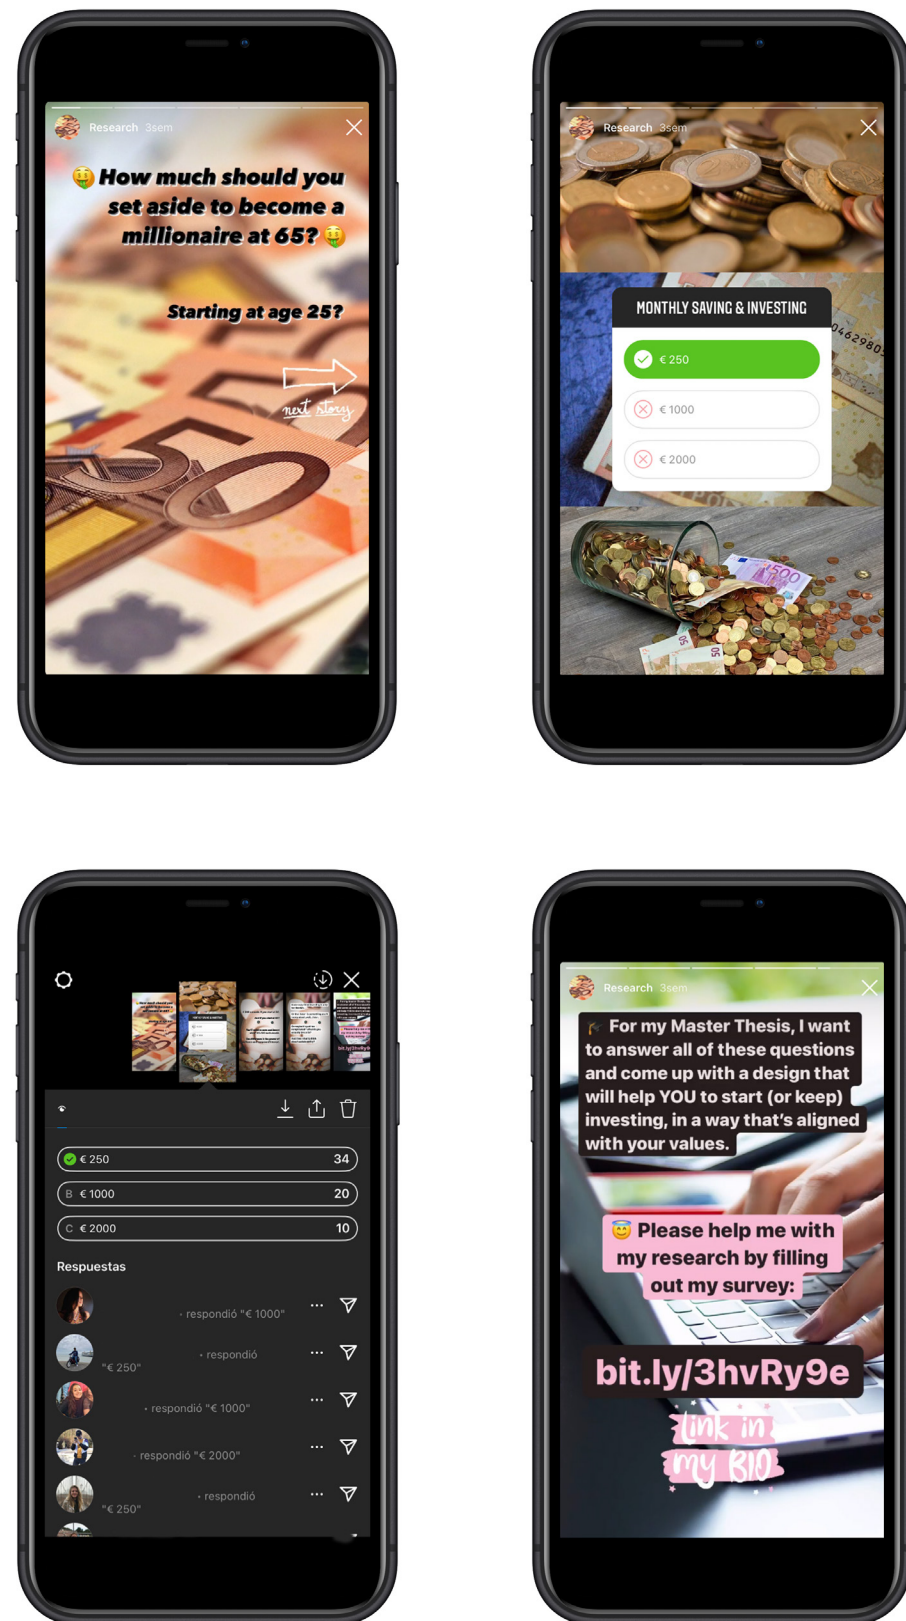 Research 3sem
🤑 How much should you
set aside to become a
millionaire at 65? 🤑
Starting at age 25?
next story
50
Research 3sem
MONTHLY SAVING & INVESTING
€ 250
€ 1000
€ 2000
500
50
50
€ 250 34
B € 1000 20
C € 2000 10
Respuestas
• respondió "€ 1000"
• respondió
"€ 250"
• respondió "€ 1000"
• respondió "€ 2000"
• respondió
"€ 250"
Research 3sem
🎓 For my Master Thesis, I want
to answer all of these questions
and come up with a design that
will help YOU to start (or keep)
investing, in a way that's aligned
with your values.
😇 Please help me with
my research by filling
out my survey:
bit.ly/3hvRy9e
Link in
my BIO